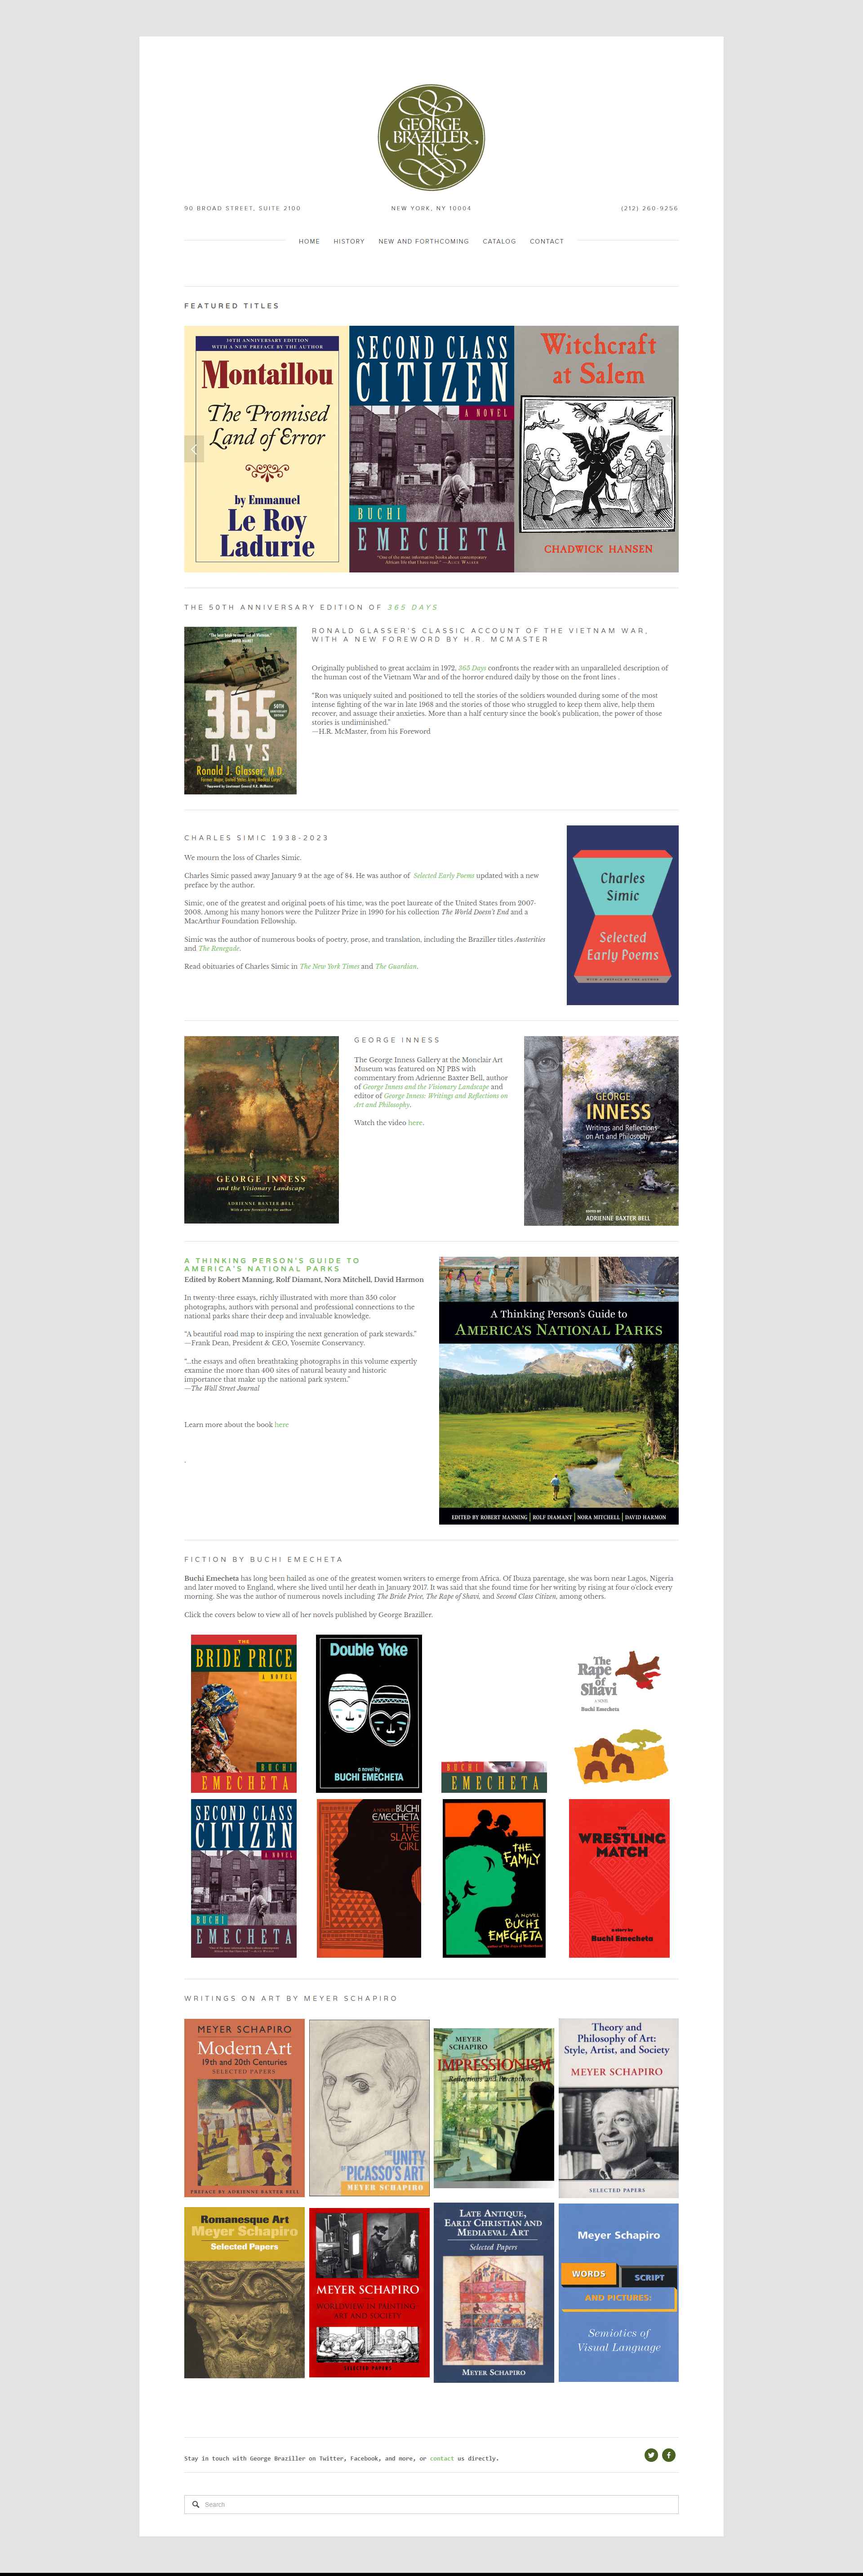 GEORGE
BRAZILLER
INC.
90 BROAD STREET, SUITE 2100
NEW YORK, NY 10004
(212) 260-9256
HOME
HISTORY
NEW AND FORTHCOMING
CATALOG
CONTACT
FEATURED TITLES
30TH ANNIVERSARY EDITION
WITH A NEW PREFACE BY THE AUTHOR
Montaillou
The Promised
Land of Error
by Emmanuel
Le Roy
Ladurie
SECOND CLASS
CITIZEN
A NOVEL
BUCHI
EMECHETA
"One of the most informative books about contemporary
African life that I have read." — ALICE WALKER
Witchcraft
at Salem
CHADWICK HANSEN
THE 50TH ANNIVERSARY EDITION OF 365 DAYS
365
50TH
ANNIVERSARY
EDITION
DAYS
Ronald J. Glasser, M.D.
Former Major, United States Army Medical Corps
RONALD GLASSER'S CLASSIC ACCOUNT OF THE VIETNAM WAR,
WITH A NEW FOREWORD BY H.R. MCMASTER
Originally published to great acclaim in 1972, 365 Days confronts the reader with an unparalleled description of
the human cost of the Vietnam War and of the horror endured daily by those on the front lines .
"Ron was uniquely suited and positioned to tell the stories of the soldiers wounded during some of the most
intense fighting of the war in late 1968 and the stories of those who struggled to keep them alive, help them
recover, and assuage their anxieties. More than a half century since the book's publication, the power of those
stories is undiminished."
—H.R. McMaster, from his Foreword
CHARLES SIMIC 1938-2023
We mourn the loss of Charles Simic.
Charles Simic passed away January 9 at the age of 84. He was author of Selected Early Poems updated with a new
preface by the author.
Simic, one of the greatest and original poets of his time, was the poet laureate of the United States from 2007-
2008. Among his many honors were the Pulitzer Prize in 1990 for his collection The World Doesn't End and a
MacArthur Foundation Fellowship.
Simic was the author of numerous books of poetry, prose, and translation, including the Braziller titles Austerities
and The Renegade.
Read obituaries of Charles Simic in The New York Times and The Guardian.
Charles
Simic
Selected
Early Poems
WITH A PREFACE BY THE AUTHOR
GEORGE INNESS
and the Visionary Landscape
ADRIENNE BAXTER BELL
With a new foreword by the author
GEORGE INNESS
The George Inness Gallery at the Monclair Art
Museum was featured on NJ PBS with
commentary from Adrienne Baxter Bell, author
of George Inness and the Visionary Landscape and
editor of George Inness: Writings and Reflections on
Art and Philosophy.
Watch the video here.
GEORGE
INNESS
Writings and Reflections
on Art and Philosophy
EDITED BY
ADRIENNE BAXTER BELL
A THINKING PERSON'S GUIDE TO
AMERICA'S NATIONAL PARKS
Edited by Robert Manning, Rolf Diamant, Nora Mitchell, David Harmon
In twenty-three essays, richly illustrated with more than 350 color
photographs, authors with personal and professional connections to the
national parks share their deep and invaluable knowledge.
"A beautiful road map to inspiring the next generation of park stewards."
—Frank Dean, President & CEO, Yosemite Conservancy.
"...the essays and often breathtaking photographs in this volume expertly
examine the more than 400 sites of natural beauty and historic
importance that make up the national park system."
—The Wall Street Journal
Learn more about the book here
.
A Thinking Person's Guide to
AMERICA'S NATIONAL PARKS
EDITED BY ROBERT MANNING | ROLF DIAMANT | NORA MITCHELL | DAVID HARMON
FICTION BY BUCHI EMECHETA
Buchi Emecheta has long been hailed as one of the greatest women writers to emerge from Africa. Of Ibuza parentage, she was born near Lagos, Nigeria
and later moved to England, where she lived until her death in January 2017. It was said that she found time for her writing by rising at four o'clock every
morning. She was the author of numerous novels including The Bride Price, The Rape of Shavi, and Second Class Citizen, among others.
Click the covers below to view all of her novels published by George Braziller.
THE
BRIDE PRICE
A NOVEL
BUCHI
EMECHETA
Double Yoke
a novel by
BUCHI EMECHETA
BUCHI
EMECHETA
The
Rape
of
Shavi
A NOVEL
Buchi Emecheta
SECOND CLASS
CITIZEN
A NOVEL
BUCHI
EMECHETA
A NOVEL BY BUCHI
EMECHETA
THE
SLAVE
GIRL
THE
FAMILY
A NOVEL
BUCHI
EMECHETA
THE
WRESTLING
MATCH
a story by
Buchi Emecheta
WRITINGS ON ART BY MEYER SCHAPIRO
MEYER SCHAPIRO
Modern Art
19th and 20th Centuries
SELECTED PAPERS
PREFACE BY ADRIENNE BAXTER BELL
THE UNITY
OF PICASSO'S ART
MEYER SCHAPIRO
MEYER
SCHAPIRO
IMPRESSIONISM
Reflections and Perceptions
Theory and
Philosophy of Art:
Style, Artist, and Society
MEYER SCHAPIRO
SELECTED PAPERS
Romanesque Art
Meyer Schapiro
Selected Papers
MEYER SCHAPIRO
WORLDVIEW IN PAINTING
ART AND SOCIETY
SELECTED PAPERS
LATE ANTIQUE,
EARLY CHRISTIAN AND
MEDIAEVAL ART
Selected Papers
MEYER SCHAPIRO
Meyer Schapiro
WORDS
SCRIPT
AND PICTURES:
Semiotics of
Visual Language
Stay in touch with George Braziller on Twitter, Facebook, and more, or contact us directly.
Search